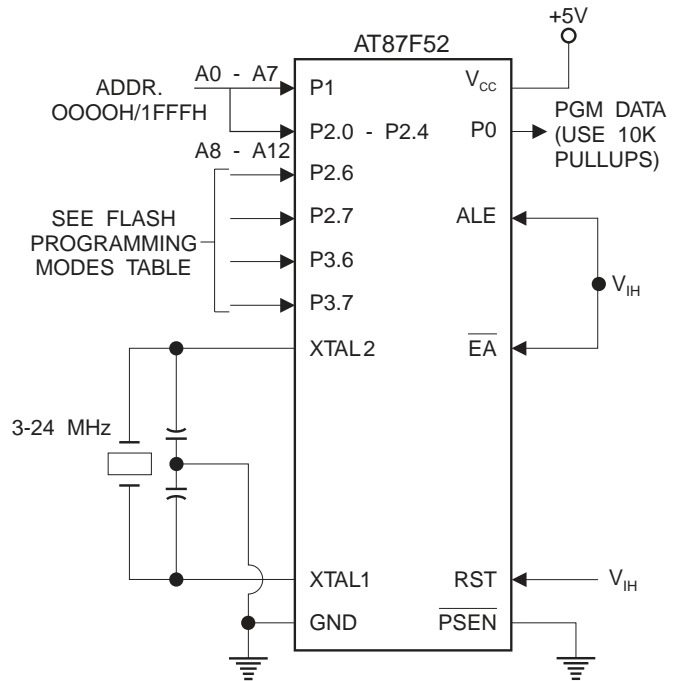 +5V
AT87F52
ADDR.
OOOOH/1FFFH
A0 - A7
P1
VCC
P2.0 - P2.4
P0
PGM DATA
(USE 10K
PULLUPS)
A8 - A12
P2.6
SEE FLASH
PROGRAMMING
MODES TABLE
P2.7
ALE
P3.6
VIH
P3.7
XTAL2
EA
3-24 MHz
XTAL1
RST
VIH
GND
PSEN